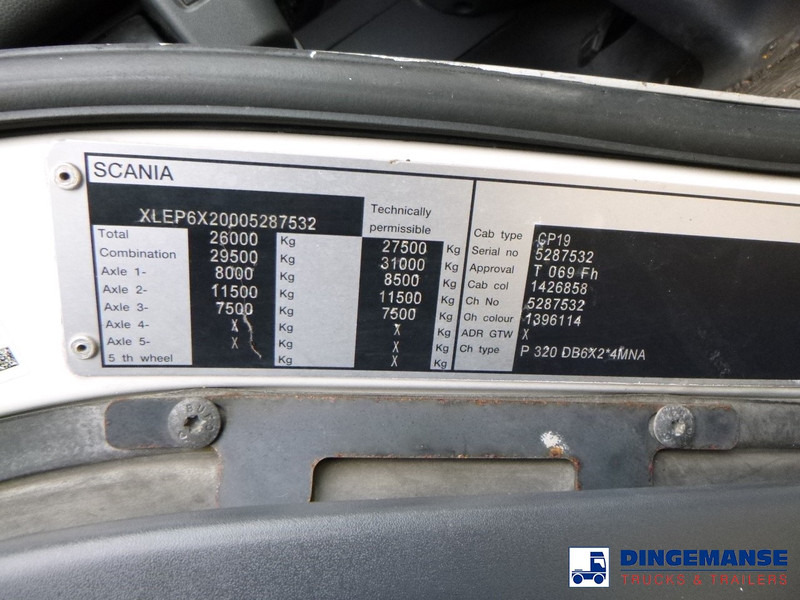 SCANIA
XLEP6X20005287532
Technically
permissible
Total 26000 Kg 27500 Kg
Combination 29500 Kg 31000 Kg
Axle 1- 8000 Kg 8500 Kg
Axle 2- 11500 Kg 11500 Kg
Axle 3- 7500 Kg 7500 Kg
Axle 4- X Kg X Kg
Axle 5- X Kg X Kg
5 th wheel X Kg
Cab type CP19
Serial no 5287532
Approval T 069 Fh
Cab col 1426858
Ch No 5287532
Ch colour 1396114
ADR GTW X
Ch type P 320 DB6X2*4MNA
DINGEMANSE
TRUCKS & TRAILERS